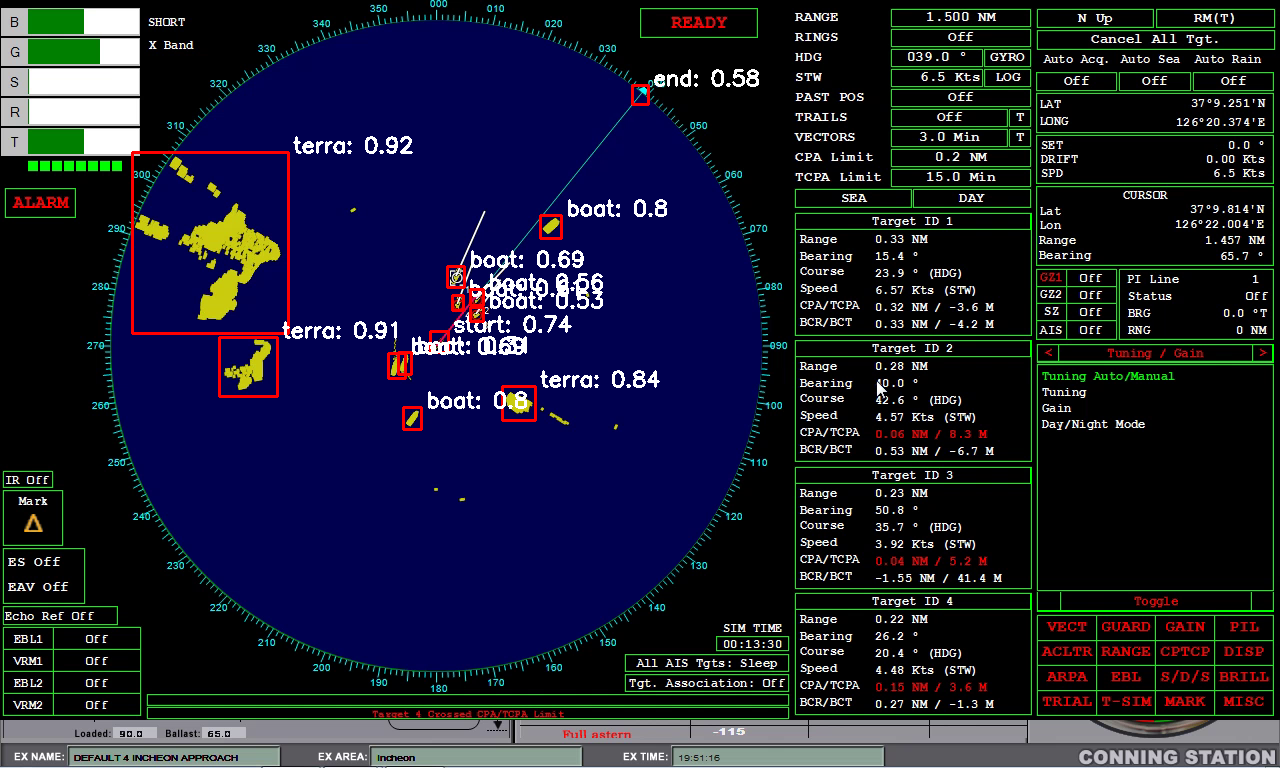 B
G
S
R
T
SHORT
X Band
ALARM
READY
350
000
010
340
020
330
030
320
310
050
300
060
290
070
280
080
270
090
260
100
250
110
240
120
230
130
220
140
210
150
200
160
190
180
170
end: 0.58
terra: 0.92
boat: 0.8
boat: 0.69
boat: 0.56
boat: 0.53
start: 0.74
terra: 0.91
terra: 0.84
boat: 0.8
IR Off
Mark
ES Off
EAV Off
Echo Ref Off
EBL1 Off
VRM1 Off
EBL2 Off
VRM2 Off
SIM TIME
00:13:30
All AIS Tgts: Sleep
Tgt. Association: Off
Target 4 Crossed CPA/TCPA Limit
RANGE 1.500 NM
RINGS Off
HDG 039.0 ° GYRO
STW 6.5 Kts LOG
PAST POS Off
TRAILS Off T
VECTORS 3.0 Min T
CPA Limit 0.2 NM
TCPA Limit 15.0 Min
SEA DAY
Target ID 1
Range 0.33 NM
Bearing 15.4 °
Course 23.9 ° (HDG)
Speed 6.57 Kts (STW)
CPA/TCPA 0.32 NM / -3.6 M
BCR/BCT 0.33 NM / -4.2 M
Target ID 2
Range 0.28 NM
Bearing 40.0 °
Course 42.6 ° (HDG)
Speed 4.57 Kts (STW)
CPA/TCPA 0.06 NM / 8.3 M
BCR/BCT 0.53 NM / -6.7 M
Target ID 3
Range 0.23 NM
Bearing 50.8 °
Course 35.7 ° (HDG)
Speed 3.92 Kts (STW)
CPA/TCPA 0.04 NM / 5.2 M
BCR/BCT -1.55 NM / 41.4 M
Target ID 4
Range 0.22 NM
Bearing 26.2 °
Course 20.4 ° (HDG)
Speed 4.48 Kts (STW)
CPA/TCPA 0.15 NM / 3.6 M
BCR/BCT 0.27 NM / -1.3 M
N Up RM(T)
Cancel All Tgt.
Auto Acq. Auto Sea Auto Rain
Off Off Off
LAT 37°9.251'N
LONG 126°20.374'E
SET 0.0 °
DRIFT 0.00 Kts
SPD 6.5 Kts
CURSOR
Lat 37°9.814'N
Lon 126°22.004'E
Range 1.457 NM
Bearing 65.7 °
GZ1 Off PI Line 1
GZ2 Off Status Off
SZ Off BRG 0.0 °T
AIS Off RNG 0 NM
< Tuning / Gain >
Tuning Auto/Manual
Tuning
Gain
Day/Night Mode
Toggle
VECT GUARD GAIN PIL
ACLTR RANGE CPTCP DISP
ARPA EBL S/D/S BRILL
TRIAL T-SIM MARK MISC
Loaded: 90.0 Ballast: 65.0
Full astern -115
EX NAME: DEFAULT 4 INCHEON APPROACH EX AREA: Incheon EX TIME: 19:51:16
CONNING STATION